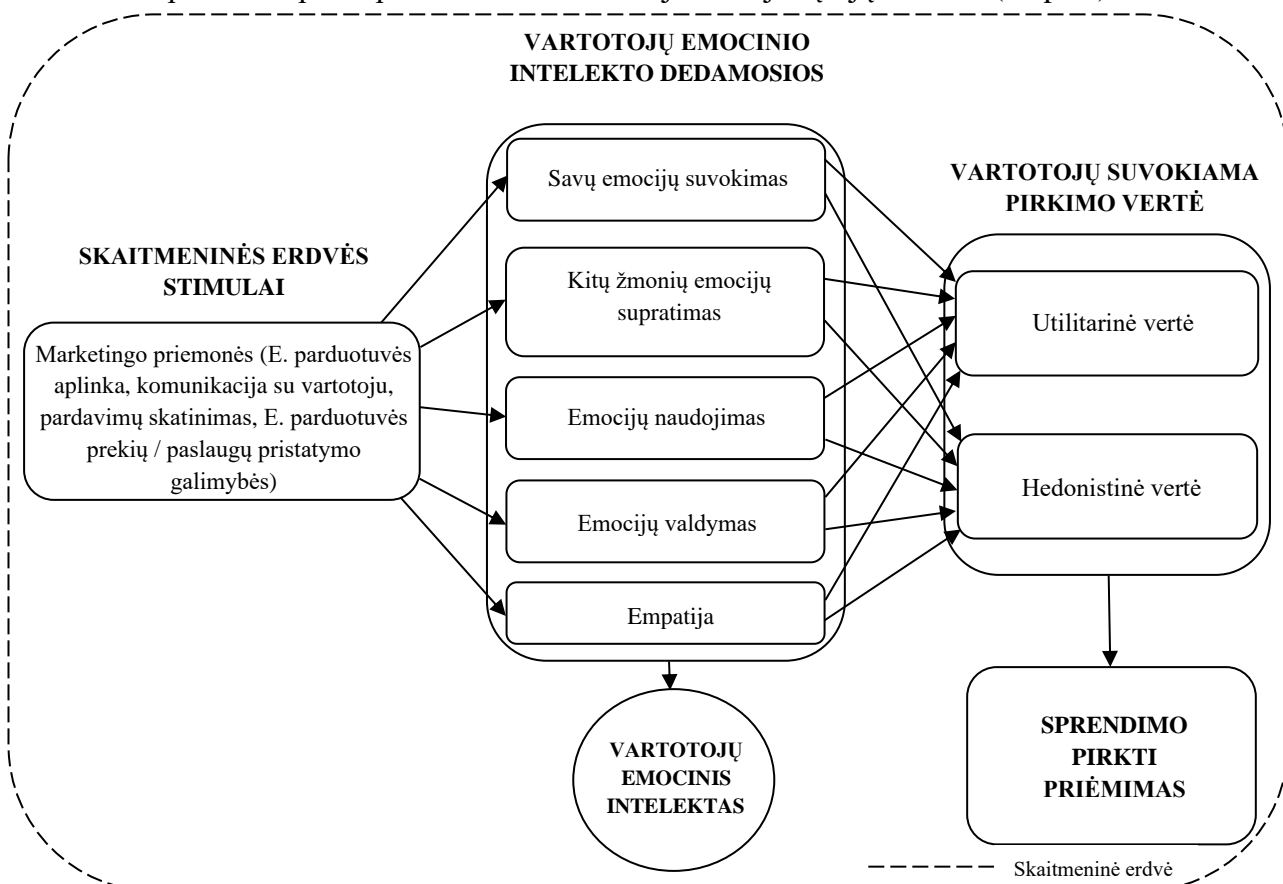 VARTOTOJŲ EMOCINIO
INTELEKTO DEDAMOSIOS
Savų emocijų suvokimas
VARTOTOJŲ SUVOKIAMA
PIRKIMO VERTĖ
SKAITMENINĖS ERDVĖS
STIMULAI
Kitų žmonių emocijų
supratimas
Utilitarinė vertė
Marketingo priemonės (E. parduotuvės
aplinka, komunikacija su vartotoju,
pardavimų skatinimas, E. parduotuvės
prekių / paslaugų pristatymo
galimybės)
Emocijų naudojimas
Hedonistinė vertė
Emocijų valdymas
Empatija
VARTOTOJŲ
EMOCINIS
INTELEKTAS
SPRENDIMO
PIRKTI
PRIĖMIMAS
Skaitmeninė erdvė